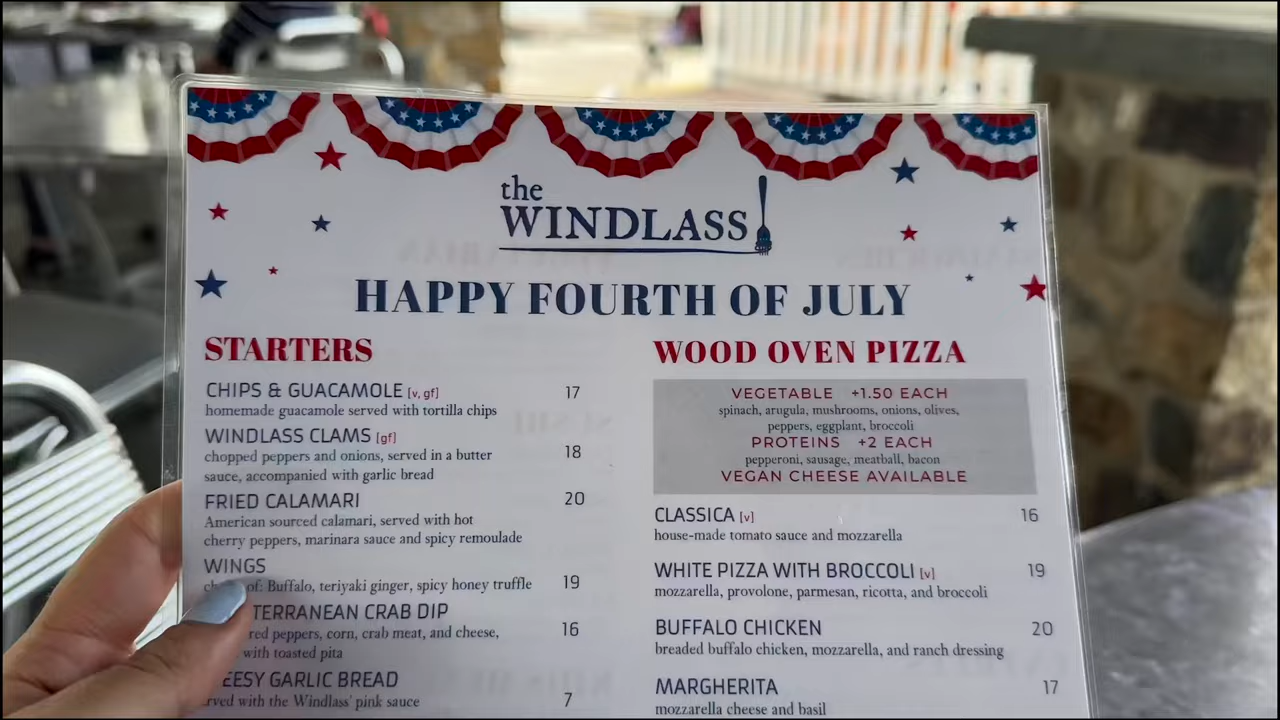 the
WINDLASS
HAPPY FOURTH OF JULY
STARTERS
CHIPS & GUACAMOLE [v, gf] 17
homemade guacamole served with tortilla chips
WINDLASS CLAMS [gf]
chopped peppers and onions, served in a butter 18
sauce, accompanied with garlic bread
FRIED CALAMARI 20
American sourced calamari, served with hot
cherry peppers, marinara sauce and spicy remoulade
WINGS
of: Buffalo, teriyaki ginger, spicy honey truffle 19
TERRANEAN CRAB DIP
red peppers, corn, crab meat, and cheese, 16
with toasted pita
EESY GARLIC BREAD
rved with the Windlass' pink sauce 7
WOOD OVEN PIZZA
VEGETABLE +1.50 EACH
spinach, arugula, mushrooms, onions, olives,
peppers, eggplant, broccoli
PROTEINS +2 EACH
pepperoni, sausage, meatball, bacon
VEGAN CHEESE AVAILABLE
CLASSICA [v] 16
house-made tomato sauce and mozzarella
WHITE PIZZA WITH BROCCOLI [v] 19
mozzarella, provolone, parmesan, ricotta, and broccoli
BUFFALO CHICKEN 20
breaded buffalo chicken, mozzarella, and ranch dressing
MARGHERITA 17
mozzarella cheese and basil